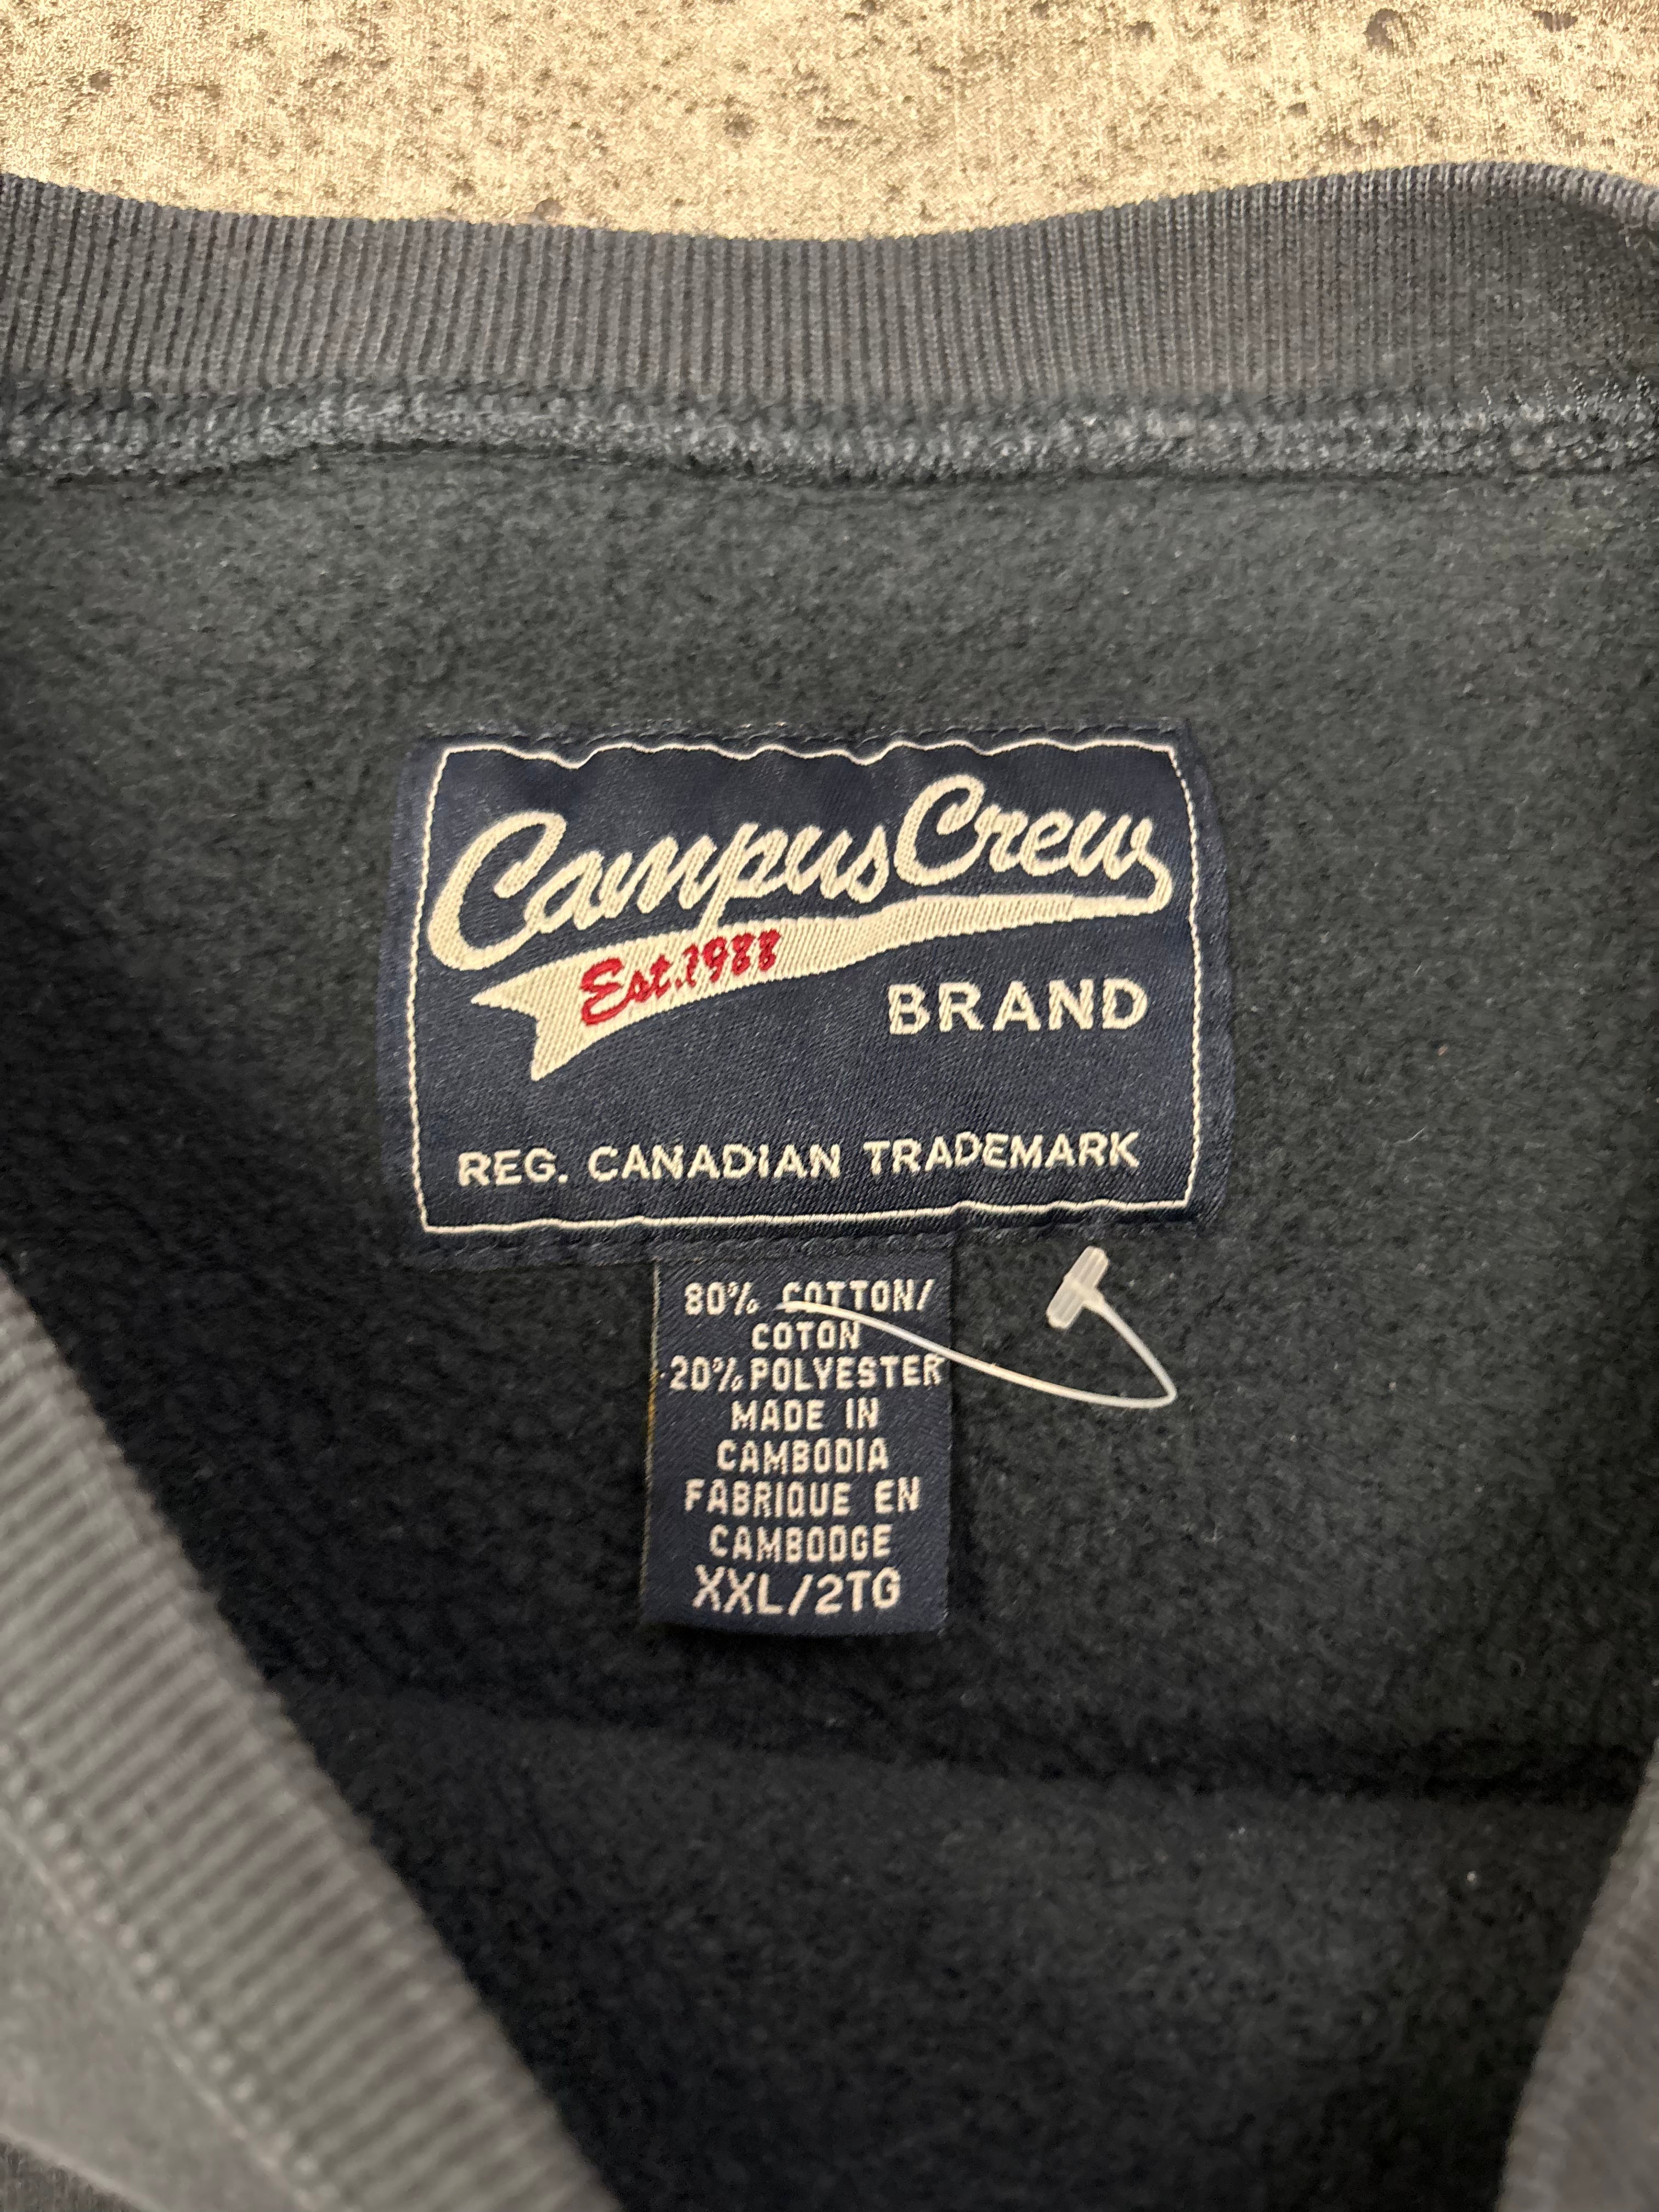 CampusCrew
Est.1988
BRAND
REG. CANADIAN TRADEMARK
80% COTTON/
COTON
20% POLYESTER
MADE IN
CAMBODIA
FABRIQUE EN
CAMBODGE
XXL/2TG